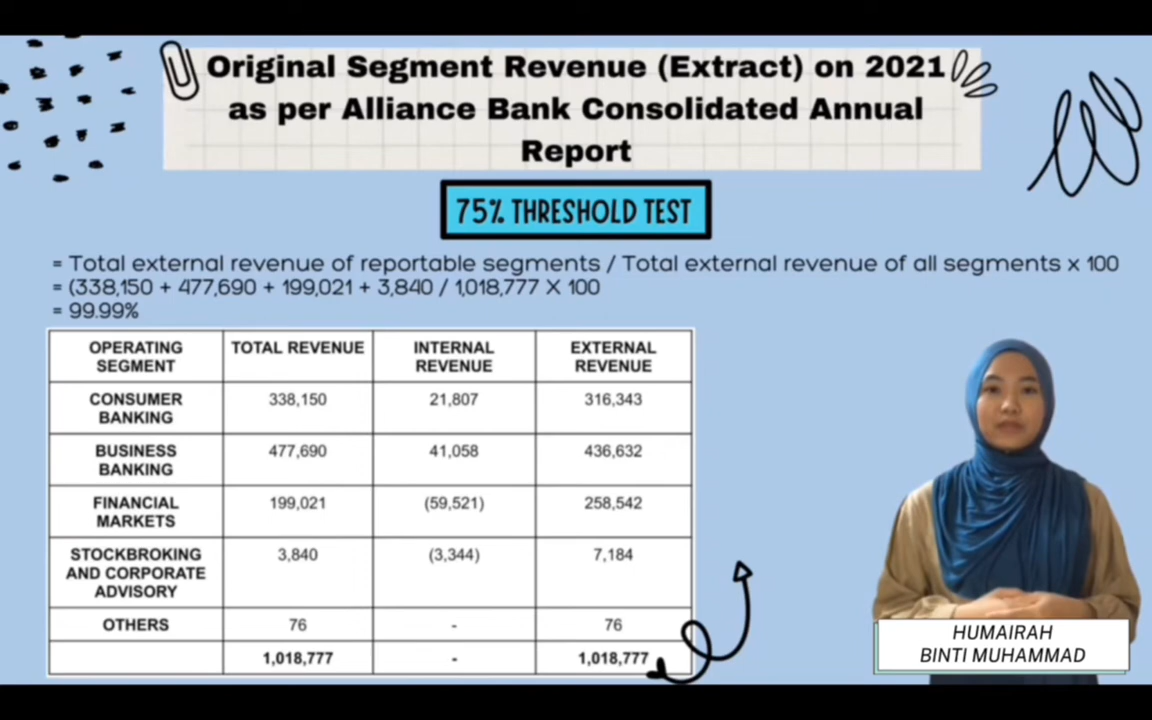 Original Segment Revenue (Extract) on 2021
as per Alliance Bank Consolidated Annual
Report
75% THRESHOLD TEST
= Total external revenue of reportable segments / Total external revenue of all segments x 100
= (338,150 + 477,690 + 199,021 + 3,840 / 1,018,777 X 100
= 99.99%
OPERATING SEGMENT TOTAL REVENUE INTERNAL REVENUE EXTERNAL REVENUE
CONSUMER BANKING 338,150 21,807 316,343
BUSINESS BANKING 477,690 41,058 436,632
FINANCIAL MARKETS 199,021 (59,521) 258,542
STOCKBROKING AND CORPORATE ADVISORY 3,840 (3,344) 7,184
OTHERS 76 - 76
1,018,777 - 1,018,777
HUMAIRAH
BINTI MUHAMMAD